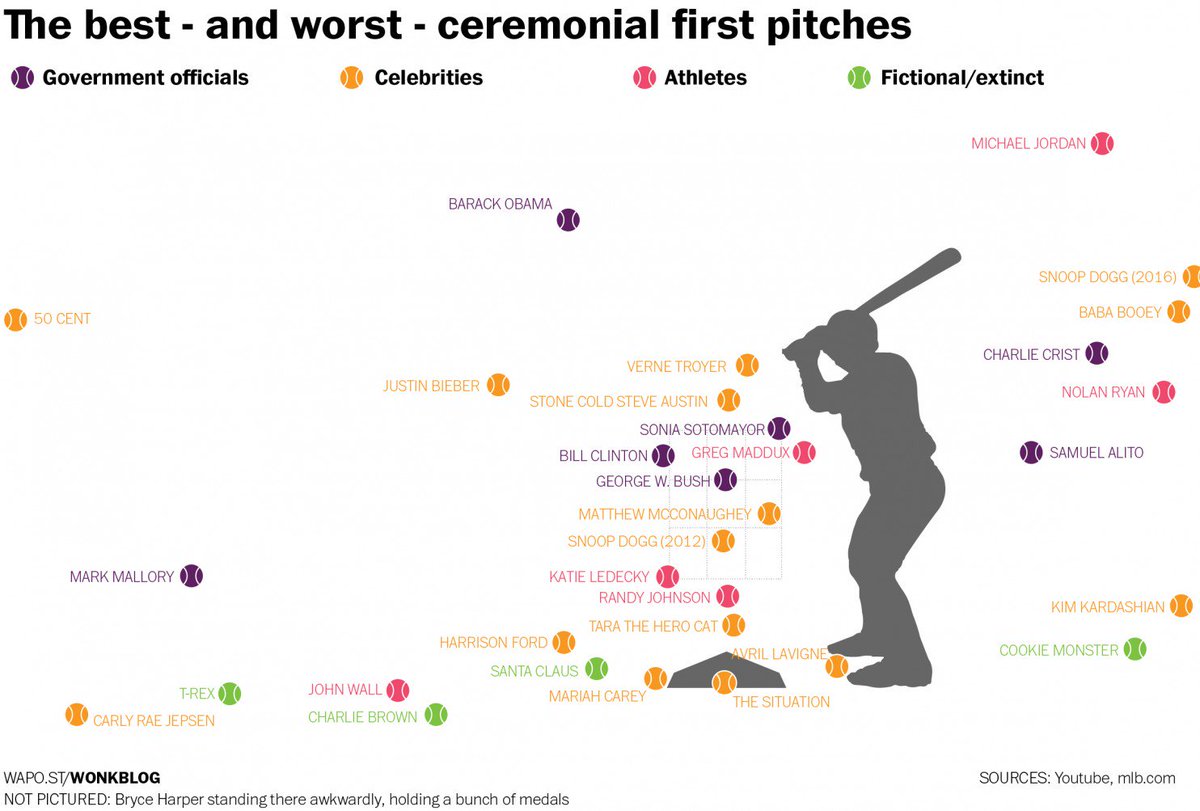 The best - and worst - ceremonial first pitches
Government officials
Celebrities
Athletes
Fictional/extinct
MICHAEL JORDAN
BARACK OBAMA
SNOOP DOGG (2016)
BABA BOOEY
50 CENT
CHARLIE CRIST
VERNE TROYER
JUSTIN BIEBER
NOLAN RYAN
STONE COLD STEVE AUSTIN
SONIA SOTOMAYOR
GREG MADDUX
SAMUEL ALITO
BILL CLINTON
GEORGE W. BUSH
MATTHEW MCCONAUGHEY
SNOOP DOGG (2012)
MARK MALLORY
KATIE LEDECKY
RANDY JOHNSON
KIM KARDASHIAN
TARA THE HERO CAT
HARRISON FORD
COOKIE MONSTER
AVRIL LAVIGNE
SANTA CLAUS
T-REX
JOHN WALL
MARIAH CAREY
THE SITUATION
CARLY RAE JEPSEN
CHARLIE BROWN
WAPO.ST/WONKBLOG
SOURCES: Youtube, mlb.com
NOT PICTURED: Bryce Harper standing there awkwardly, holding a bunch of medals